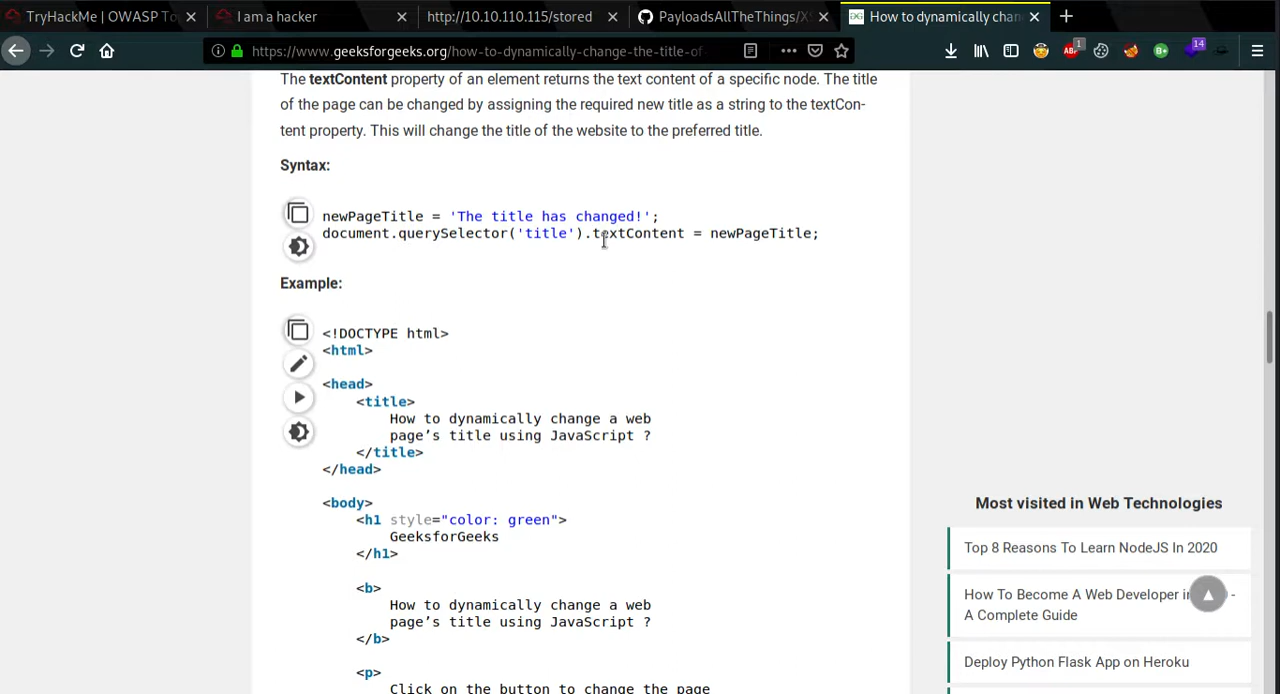 TryHackMe | OWASP To
I am a hacker
http://10.10.110.115/stored
PayloadsAllTheThings/XS
How to dynamically chan
https://www.geeksforgeeks.org/how-to-dynamically-change-the-title-of-
1
14
The textContent property of an element returns the text content of a specific node. The title
of the page can be changed by assigning the required new title as a string to the textCon-
tent property. This will change the title of the website to the preferred title.
Syntax:
newPageTitle = 'The title has changed!';
document.querySelector('title').textContent = newPageTitle;
Example:
<!DOCTYPE html>
<html>
<head>
<title>
How to dynamically change a web
page’s title using JavaScript ?
</title>
</head>
<body>
<h1 style="color: green">
GeeksforGeeks
</h1>
<b>
How to dynamically change a web
page’s title using JavaScript ?
</b>
<p>
Click on the button to change the page
Most visited in Web Technologies
Top 8 Reasons To Learn NodeJS In 2020
How To Become A Web Developer in -
A Complete Guide
Deploy Python Flask App on Heroku